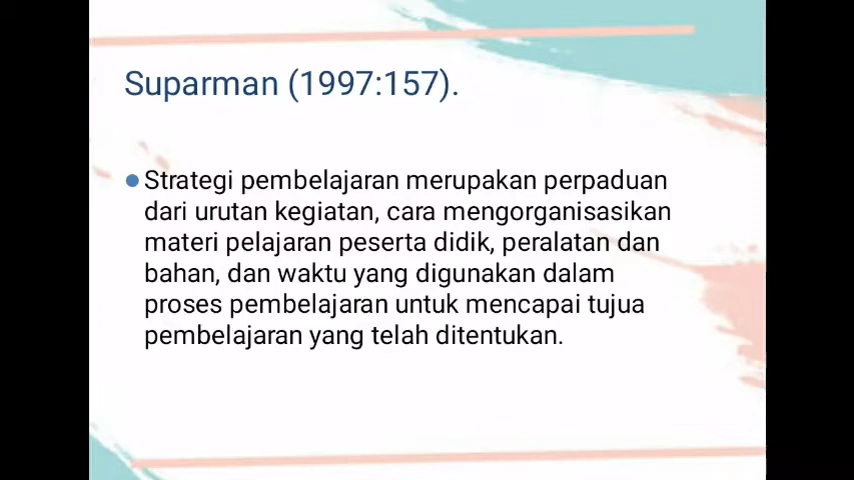 Suparman (1997:157).
Strategi pembelajaran merupakan perpaduan
dari urutan kegiatan, cara mengorganisasikan
materi pelajaran peserta didik, peralatan dan
bahan, dan waktu yang digunakan dalam
proses pembelajaran untuk mencapai tujua
pembelajaran yang telah ditentukan.